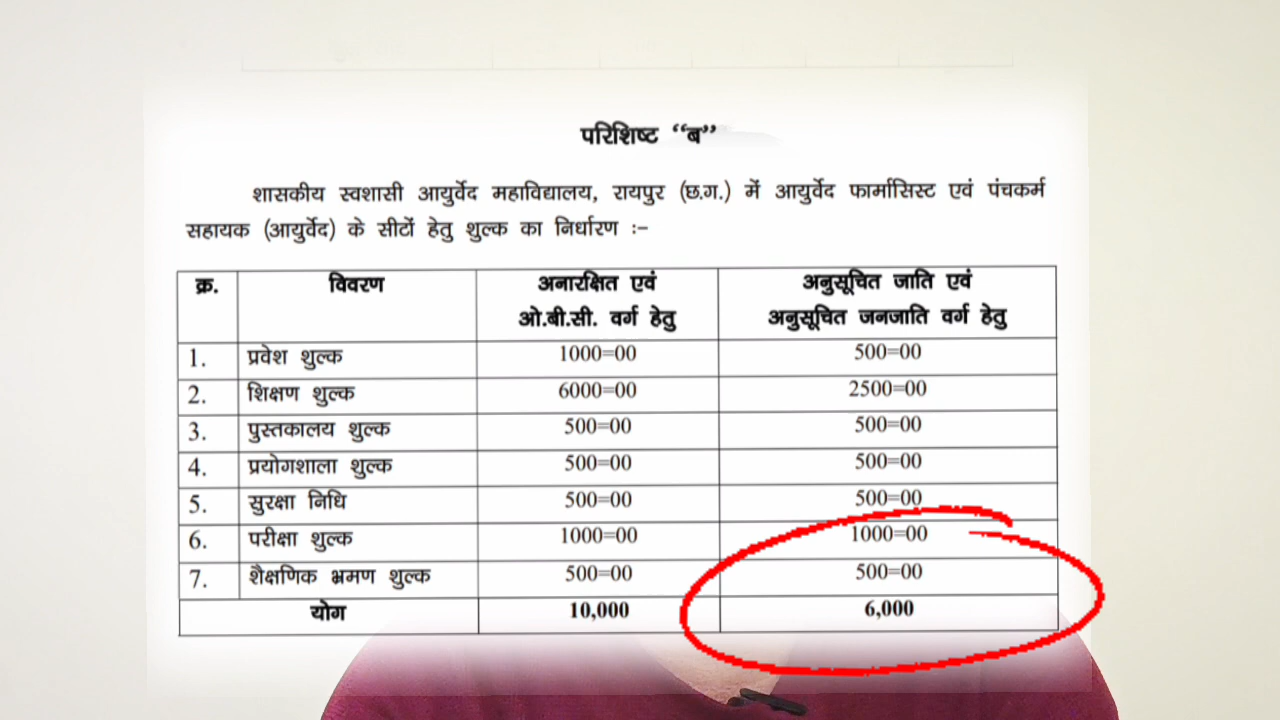 परिशिष्ट “ब”
शासकीय स्वशासी आयुर्वेद महाविद्यालय, रायपुर (छ.ग.) में आयुर्वेद फार्मासिस्ट एवं पंचकर्म
सहायक (आयुर्वेद) के सीटों हेतु शुल्क का निर्धारण :–
क्र. विवरण अनारक्षित एवं ओ.बी.सी. वर्ग हेतु अनुसूचित जाति एवं अनुसूचित जनजाति वर्ग हेतु
1. प्रवेश शुल्क 1000=00 500=00
2. शिक्षण शुल्क 6000=00 2500=00
3. पुस्तकालय शुल्क 500=00 500=00
4. प्रयोगशाला शुल्क 500=00 500=00
5. सुरक्षा निधि 500=00 500=00
6. परीक्षा शुल्क 1000=00 1000=00
7. शैक्षणिक भ्रमण शुल्क 500=00 500=00
योग 10,000 6,000